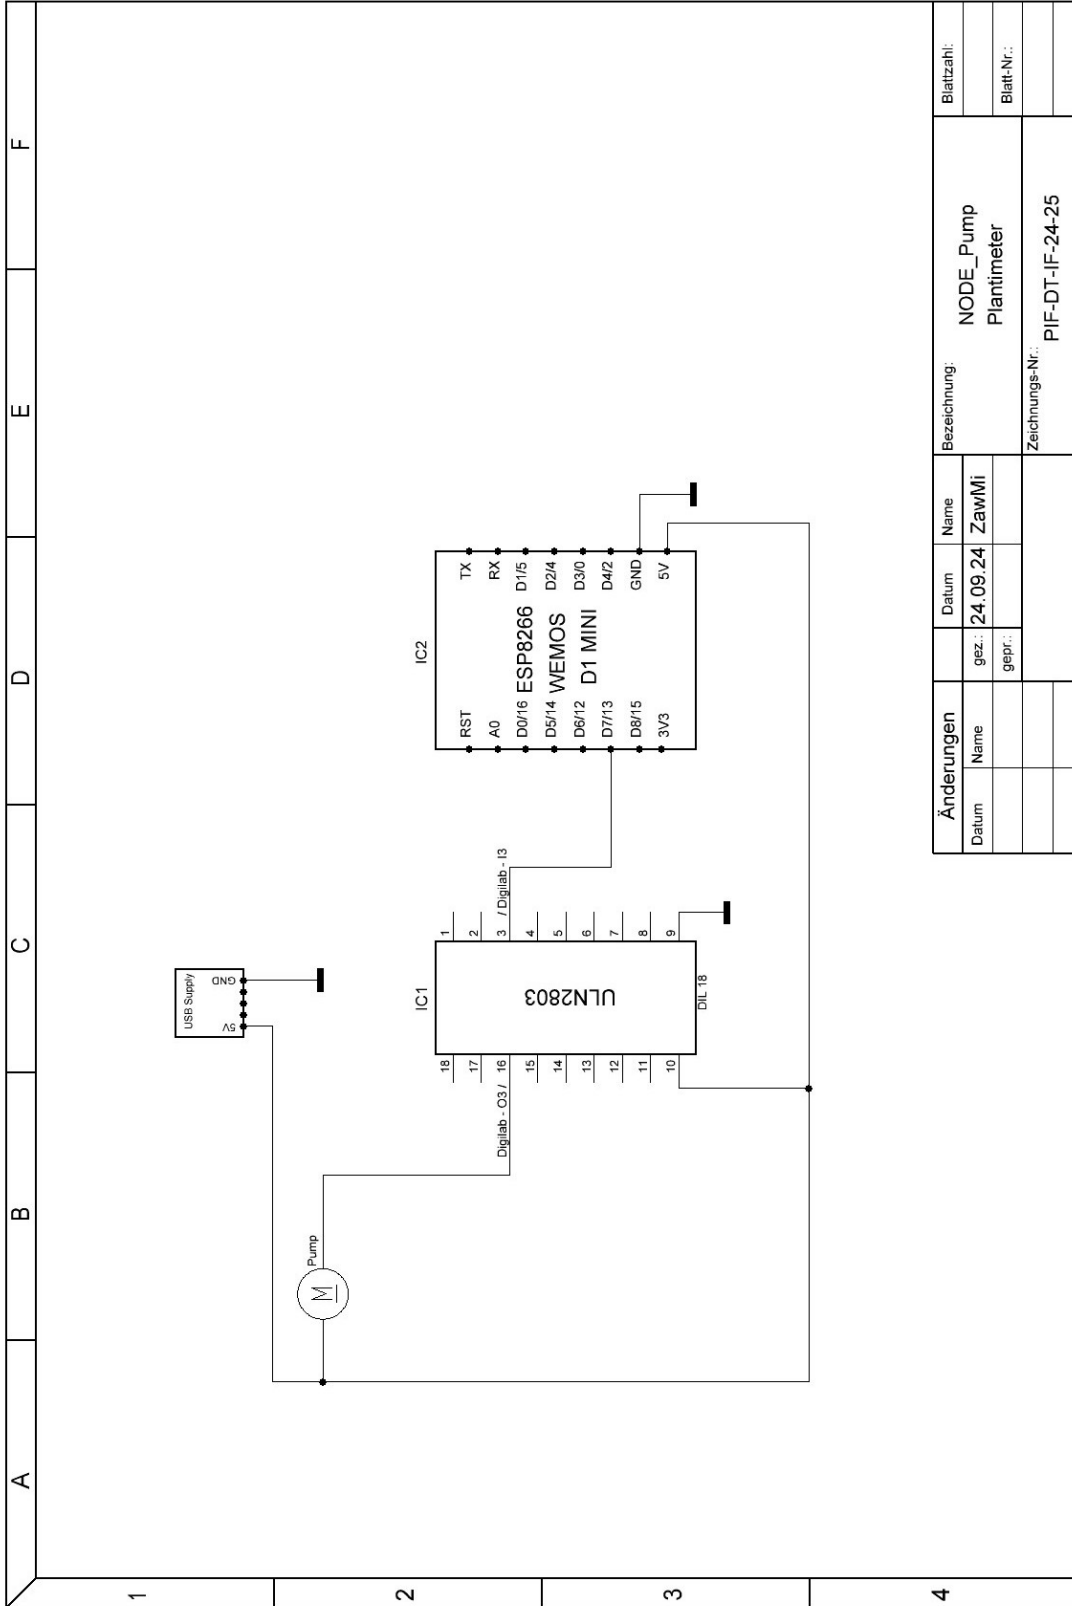 A
B
C
D
E
F
1
2
3
4
USB Supply
5V
GND
Pump
M
Digilab - O3 /
/ Digilab - I3
IC1
ULN2803
DIL 18
18
17
16
15
14
13
12
11
10
1
2
3
4
5
6
7
8
9
IC2
ESP8266
WEMOS
D1 MINI
RST
A0
D0/16
D5/14
D6/12
D7/13
D8/15
3V3
TX
RX
D1/5
D2/4
D3/0
D4/2
GND
5V
Änderungen
Datum Name
Datum Name
gez.: 24.09.24 ZawMi
gepr.:
Bezeichnung:
NODE_Pump
Plantimeter
Zeichnungs-Nr.:
PIF-DT-IF-24-25
Blattzahl:
Blatt-Nr.: